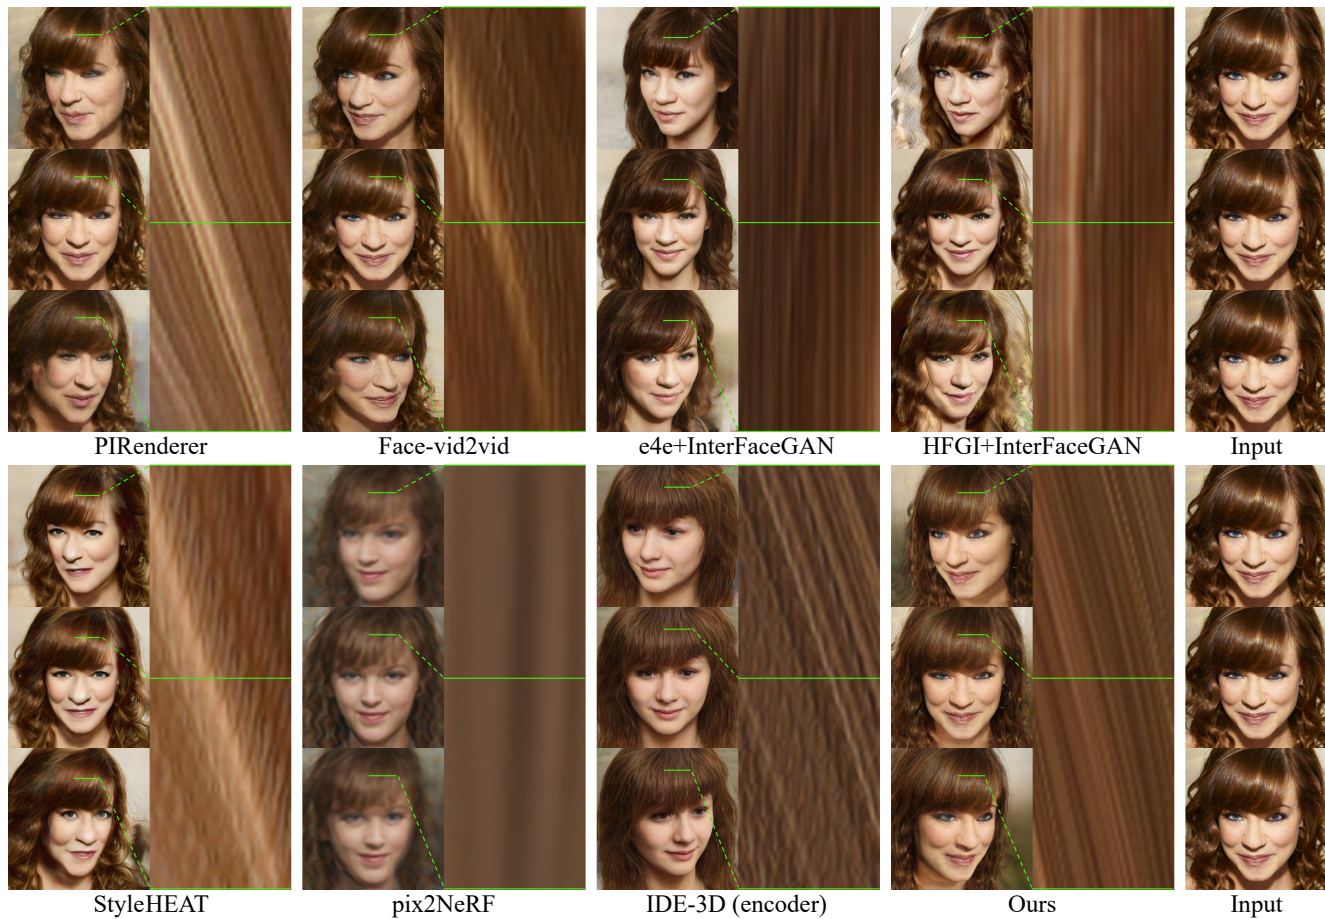 PIRenderer Face-vid2vid e4e+InterFaceGAN HFGI+InterFaceGAN Input
StyleHEAT pix2NeRF IDE-3D (encoder) Ours Input